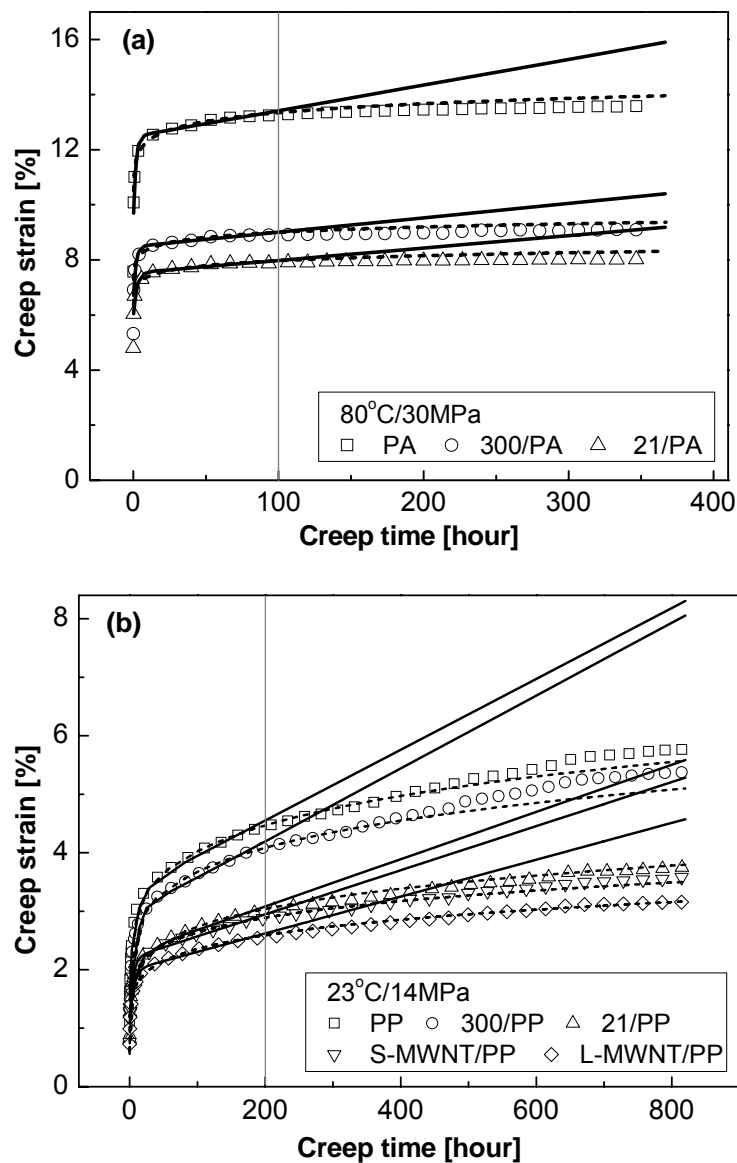 (a)
16
12
8
4
0
Creep strain [%]
80°C/30MPa
□ PA ○ 300/PA △ 21/PA
0 100 200 300 400
Creep time [hour]
(b)
8
6
4
2
0
Creep strain [%]
23°C/14MPa
□ PP ○ 300/PP △ 21/PP
▽ S-MWNT/PP ◇ L-MWNT/PP
0 200 400 600 800
Creep time [hour]